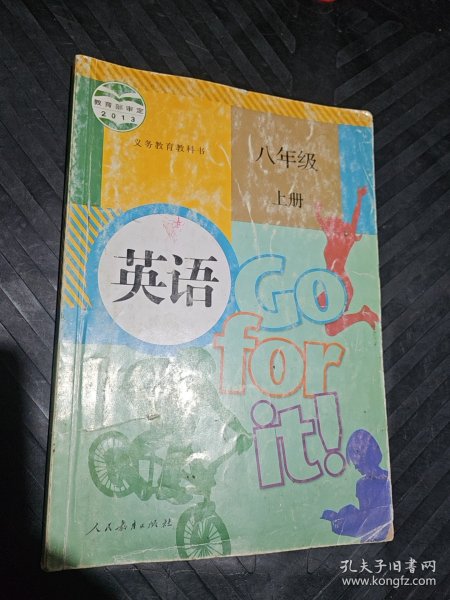 教育部审定
2013
义务教育教科书
八年级
上册
英语
Go
for
it!
人民教育出版社
孔夫子旧书网
www.kongfz.com